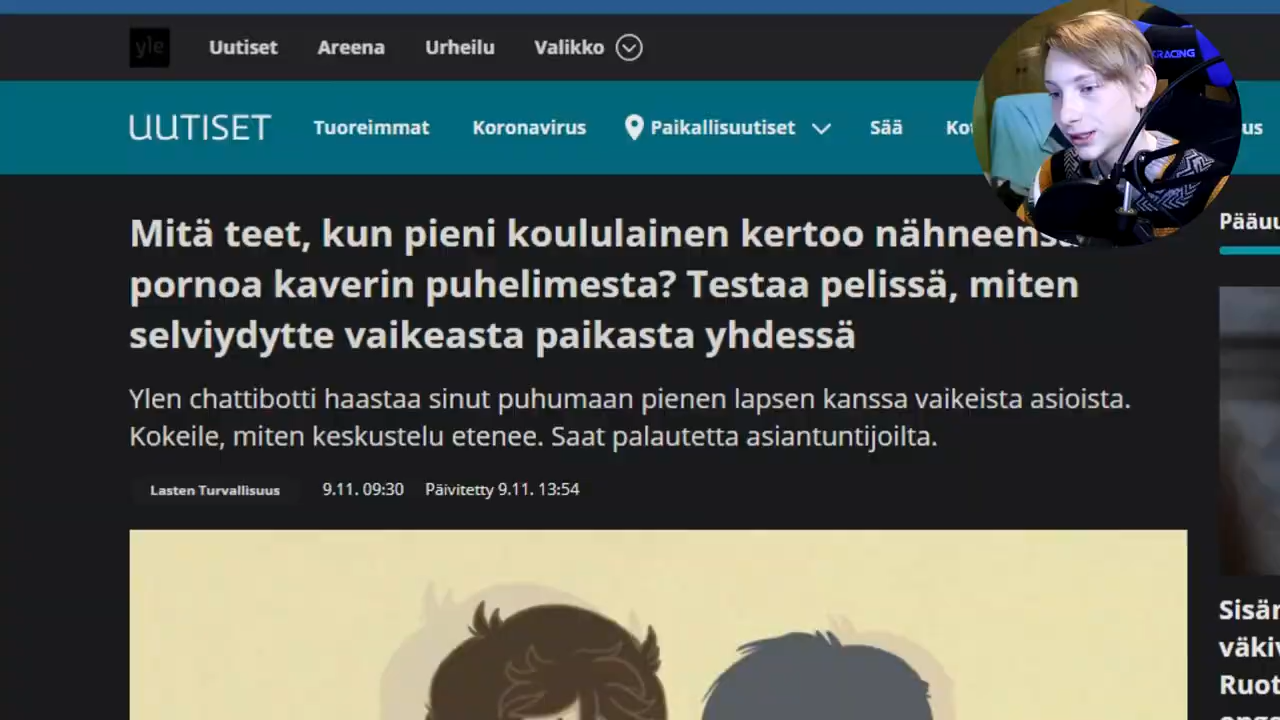 yle Uutiset Areena Urheilu Valikko
UUTISET Tuoreimmat Koronavirus Paikallisuutiset Sää
RACING
Mitä teet, kun pieni koululainen kertoo nähneensä
pornoa kaverin puhelimesta? Testaa pelissä, miten
selviydytte vaikeasta paikasta yhdessä
Ylen chattibotti haastaa sinut puhumaan pienen lapsen kanssa vaikeista asioista.
Kokeile, miten keskustelu etenee. Saat palautetta asiantuntijoilta.
Lasten Turvallisuus 9.11. 09:30 Päivitetty 9.11. 13:54